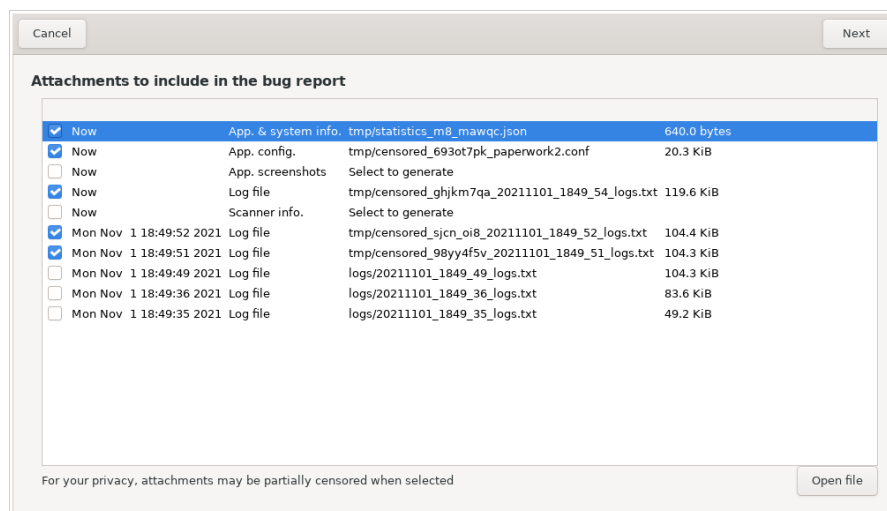 Cancel Next
Attachments to include in the bug report
Now App. & system info. tmp/statistics_m8_mawqc.json 640.0 bytes
Now App. config. tmp/censored_693ot7pk_paperwork2.conf 20.3 KiB
Now App. screenshots Select to generate
Now Log file tmp/censored_ghjkm7qa_20211101_1849_54_logs.txt 119.6 KiB
Now Scanner info. Select to generate
Mon Nov 1 18:49:52 2021 Log file tmp/censored_sjcn_oi8_20211101_1849_52_logs.txt 104.4 KiB
Mon Nov 1 18:49:51 2021 Log file tmp/censored_98yy4f5v_20211101_1849_51_logs.txt 104.3 KiB
Mon Nov 1 18:49:49 2021 Log file logs/20211101_1849_49_logs.txt 104.3 KiB
Mon Nov 1 18:49:36 2021 Log file logs/20211101_1849_36_logs.txt 83.6 KiB
Mon Nov 1 18:49:35 2021 Log file logs/20211101_1849_35_logs.txt 49.2 KiB
For your privacy, attachments may be partially censored when selected Open file